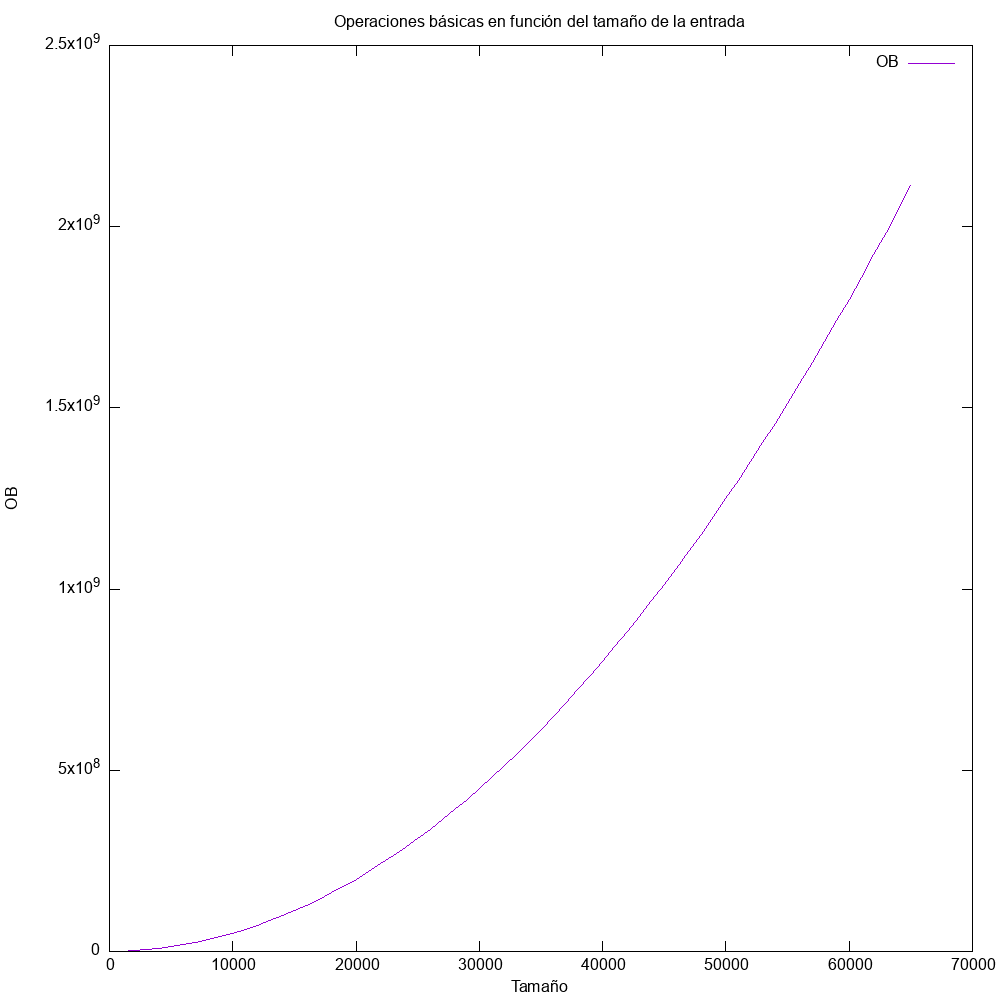 Operaciones básicas en función del tamaño de la entrada
OB
2.5x10⁹
2x10⁹
1.5x10⁹
1x10⁹
5x10⁸
0
OB
0 10000 20000 30000 40000 50000 60000 70000
Tamaño